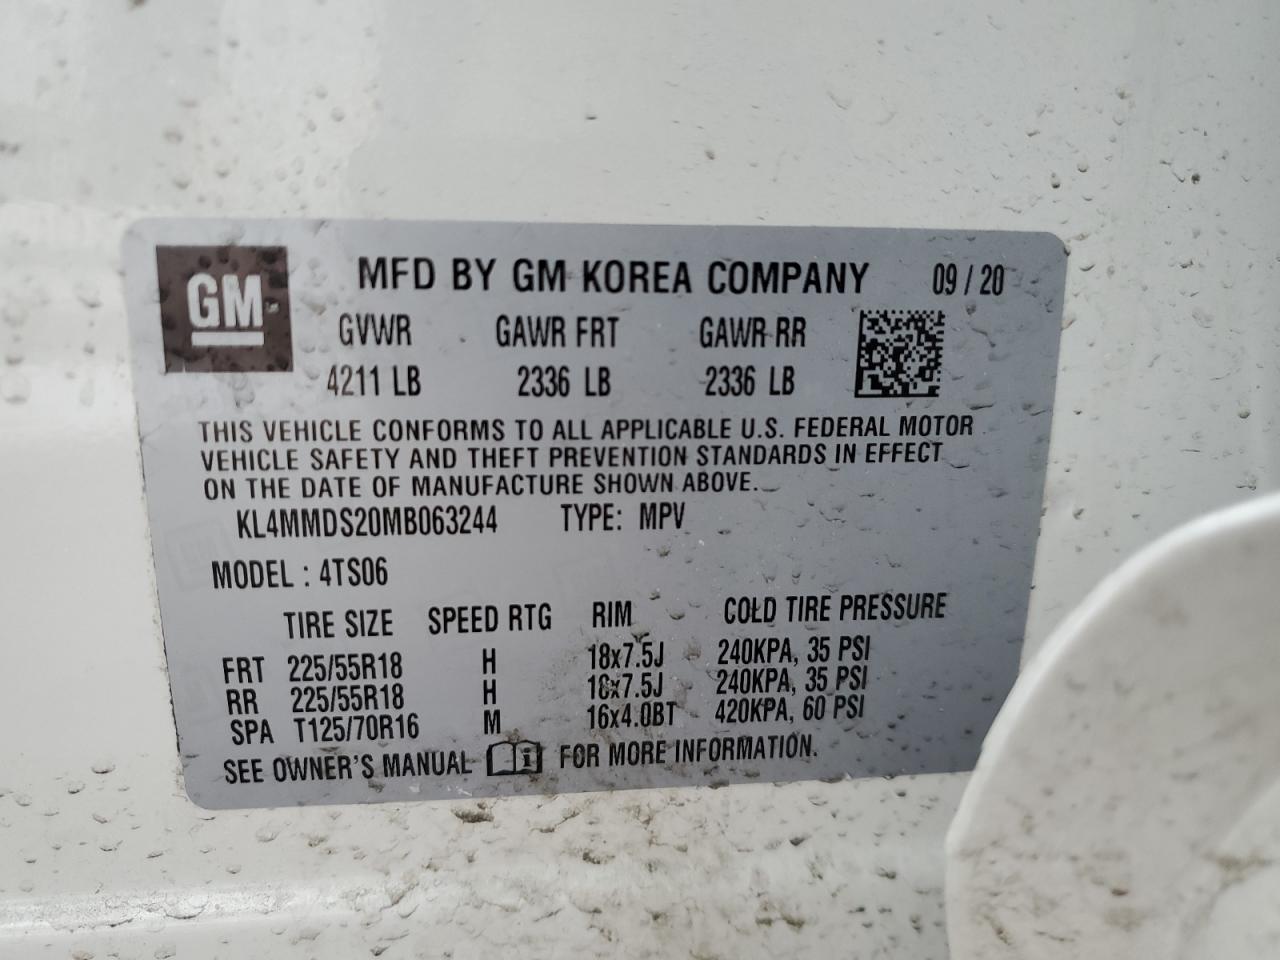 GM
MFD BY GM KOREA COMPANY 09 / 20
GVWR GAWR FRT GAWR RR
4211 LB 2336 LB 2336 LB
THIS VEHICLE CONFORMS TO ALL APPLICABLE U.S. FEDERAL MOTOR
VEHICLE SAFETY AND THEFT PREVENTION STANDARDS IN EFFECT
ON THE DATE OF MANUFACTURE SHOWN ABOVE.
KL4MMDS20MB063244 TYPE: MPV
MODEL : 4TS06
TIRE SIZE SPEED RTG RIM COLD TIRE PRESSURE
FRT 225/55R18 H 18x7.5J 240KPA, 35 PSI
RR 225/55R18 H 18x7.5J 240KPA, 35 PSI
SPA T125/70R16 M 16x4.0BT 420KPA, 60 PSI
SEE OWNER'S MANUAL i FOR MORE INFORMATION.